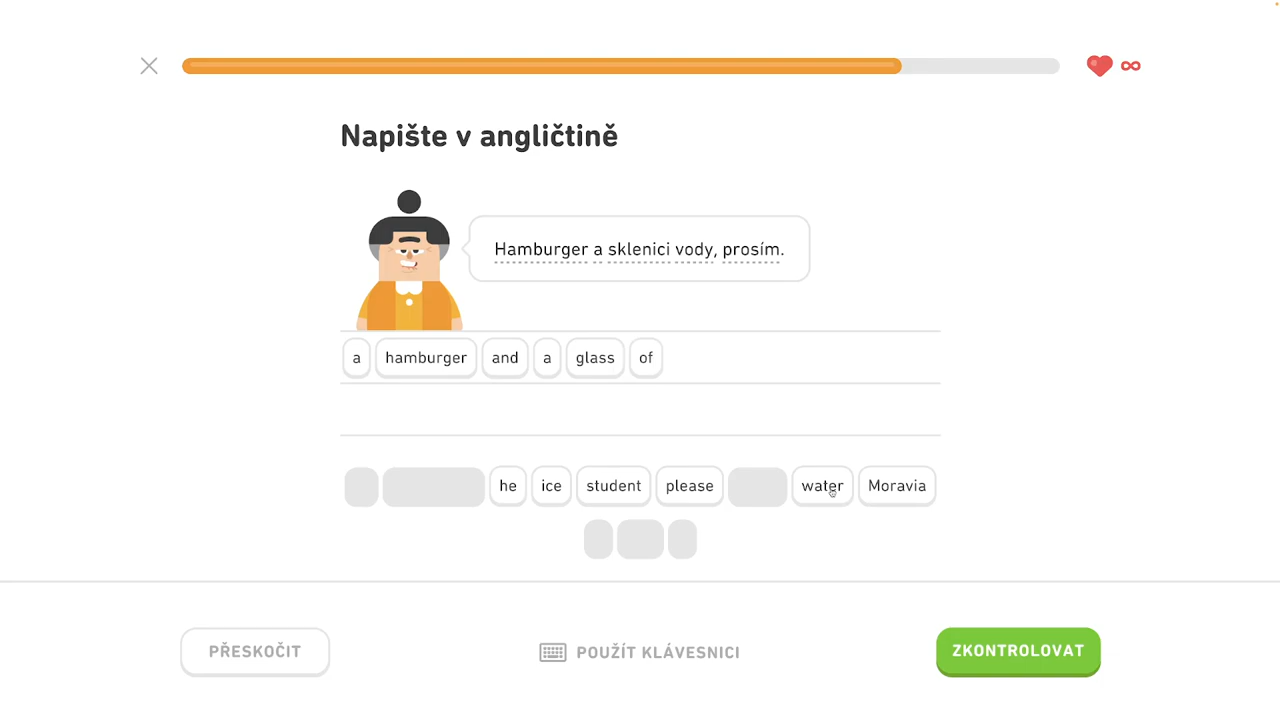 Napište v angličtině
Hamburger a sklenici vody, prosím.
a hamburger and a glass of
he ice student please water Moravia
PŘESKOČIT POUŽÍT KLÁVESNICI ZKONTROLOVAT